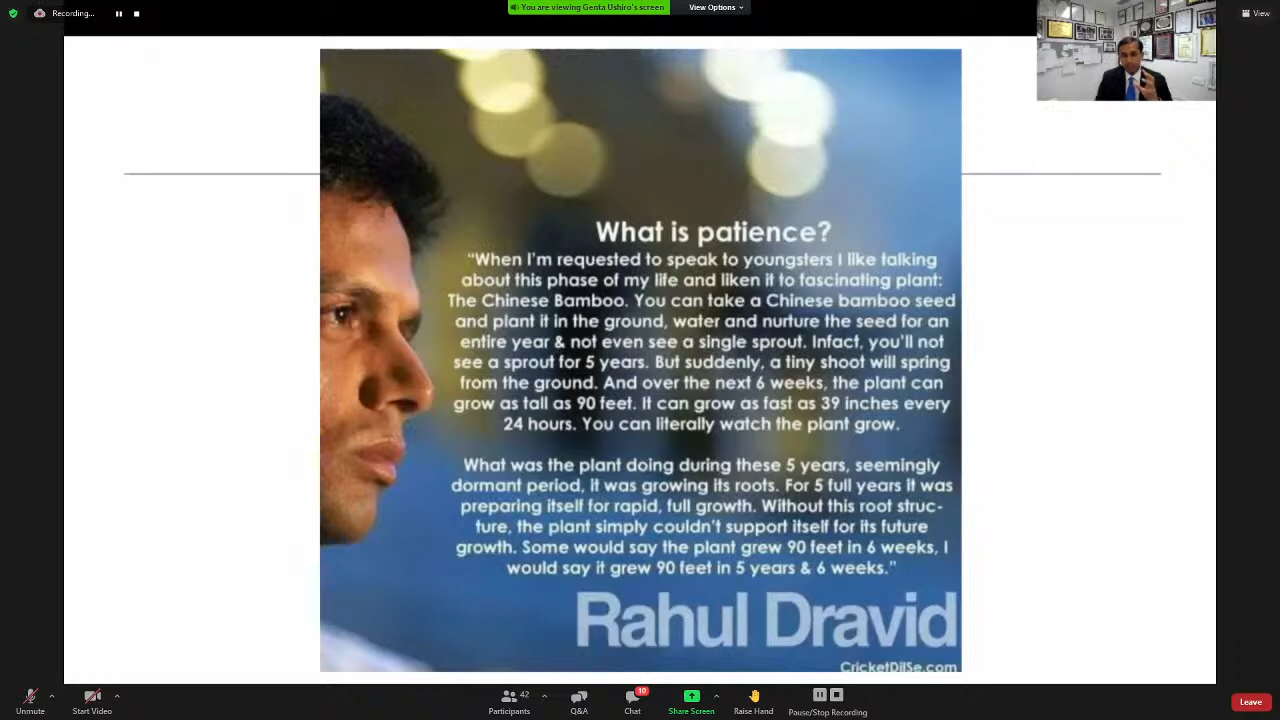 Recording...
You are viewing Genta Ushiro's screen
View Options
View
What is patience?
"When I'm requested to speak to youngsters I like talking
about this phase of my life and liken it to fascinating plant:
The Chinese Bamboo. You can take a Chinese bamboo seed
and plant it in the ground, water and nurture the seed for an
entire year & not even see a single sprout. Infact, you'll not
see a sprout for 5 years. But suddenly, a tiny shoot will spring
from the ground. And over the next 6 weeks, the plant can
grow as tall as 90 feet. It can grow as fast as 39 inches every
24 hours. You can literally watch the plant grow.
What was the plant doing during these 5 years, seemingly
dormant period, it was growing its roots. For 5 full years it was
preparing itself for rapid, full growth. Without this root struc-
ture, the plant simply couldn't support itself for its future
growth. Some would say the plant grew 90 feet in 6 weeks, I
would say it grew 90 feet in 5 years & 6 weeks."
Rahul Dravid
CricketDilSe.com
Unmute
Start Video
42
Participants
Q&A
10
Chat
Share Screen
Raise Hand
Pause/Stop Recording
Leave